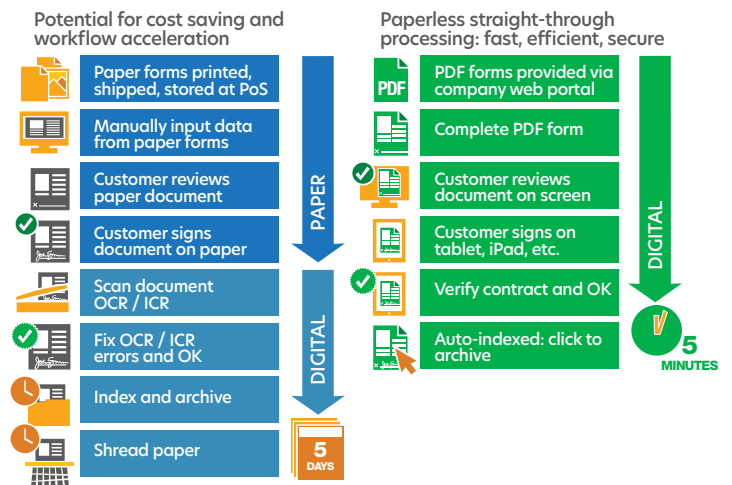 Potential for cost saving and
workflow acceleration
Paper forms printed,
shipped, stored at PoS
Manually input data
from paper forms
Customer reviews
paper document
Customer signs
document on paper
Scan document
OCR / ICR
Fix OCR / ICR
errors and OK
Index and archive
Shread paper
PAPER
DIGITAL
5
DAYS
Paperless straight-through
processing: fast, efficient, secure
PDF
PDF forms provided via
company web portal
Complete PDF form
Customer reviews
document on screen
Customer signs on
tablet, iPad, etc.
Verify contract and OK
Auto-indexed: click to
archive
DIGITAL
5
MINUTES